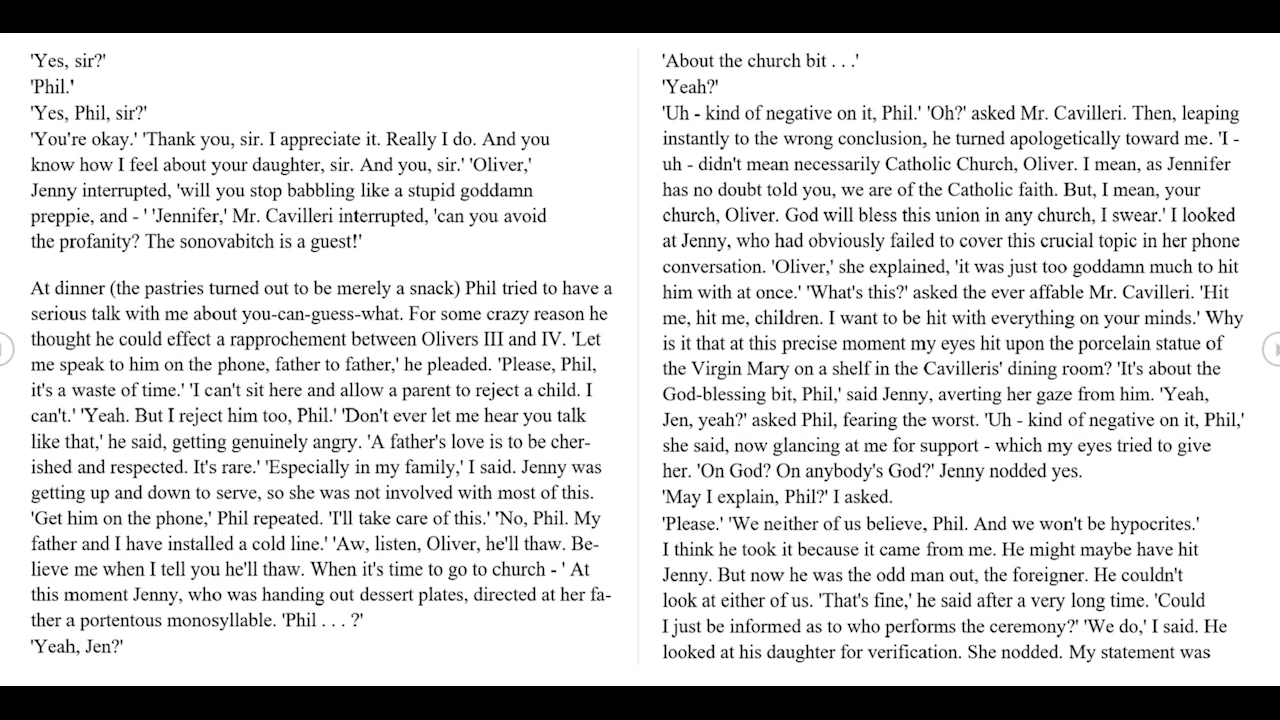 'Yes, sir?'
'Phil.'
'Yes, Phil, sir?'
'You're okay.' 'Thank you, sir. I appreciate it. Really I do. And you
know how I feel about your daughter, sir. And you, sir.' 'Oliver,'
Jenny interrupted, 'will you stop babbling like a stupid goddamn
preppie, and - ' 'Jennifer,' Mr. Cavilleri interrupted, 'can you avoid
the profanity? The sonovabitch is a guest!'
At dinner (the pastries turned out to be merely a snack) Phil tried to have a
serious talk with me about you-can-guess-what. For some crazy reason he
thought he could effect a rapprochement between Olivers III and IV. 'Let
me speak to him on the phone, father to father,' he pleaded. 'Please, Phil,
it's a waste of time.' 'I can't sit here and allow a parent to reject a child. I
can't.' 'Yeah. But I reject him too, Phil.' 'Don't ever let me hear you talk
like that,' he said, getting genuinely angry. 'A father's love is to be cher-
ished and respected. It's rare.' 'Especially in my family,' I said. Jenny was
getting up and down to serve, so she was not involved with most of this.
'Get him on the phone,' Phil repeated. 'I'll take care of this.' 'No, Phil. My
father and I have installed a cold line.' 'Aw, listen, Oliver, he'll thaw. Be-
lieve me when I tell you he'll thaw. When it's time to go to church - ' At
this moment Jenny, who was handing out dessert plates, directed at her fa-
ther a portentous monosyllable. 'Phil . . . ?'
'Yeah, Jen?'
'About the church bit . . .'
'Yeah?'
'Uh - kind of negative on it, Phil.' 'Oh?' asked Mr. Cavilleri. Then, leaping
instantly to the wrong conclusion, he turned apologetically toward me. 'I -
uh - didn't mean necessarily Catholic Church, Oliver. I mean, as Jennifer
has no doubt told you, we are of the Catholic faith. But, I mean, your
church, Oliver. God will bless this union in any church, I swear.' I looked
at Jenny, who had obviously failed to cover this crucial topic in her phone
conversation. 'Oliver,' she explained, 'it was just too goddamn much to hit
him with at once.' 'What's this?' asked the ever affable Mr. Cavilleri. 'Hit
me, hit me, children. I want to be hit with everything on your minds.' Why
is it that at this precise moment my eyes hit upon the porcelain statue of
the Virgin Mary on a shelf in the Cavilleris' dining room? 'It's about the
God-blessing bit, Phil,' said Jenny, averting her gaze from him. 'Yeah,
Jen, yeah?' asked Phil, fearing the worst. 'Uh - kind of negative on it, Phil,'
she said, now glancing at me for support - which my eyes tried to give
her. 'On God? On anybody's God?' Jenny nodded yes.
'May I explain, Phil?' I asked.
'Please.' 'We neither of us believe, Phil. And we won't be hypocrites.'
I think he took it because it came from me. He might maybe have hit
Jenny. But now he was the odd man out, the foreigner. He couldn't
look at either of us. 'That's fine,' he said after a very long time. 'Could
I just be informed as to who performs the ceremony?' 'We do,' I said. He
looked at his daughter for verification. She nodded. My statement was